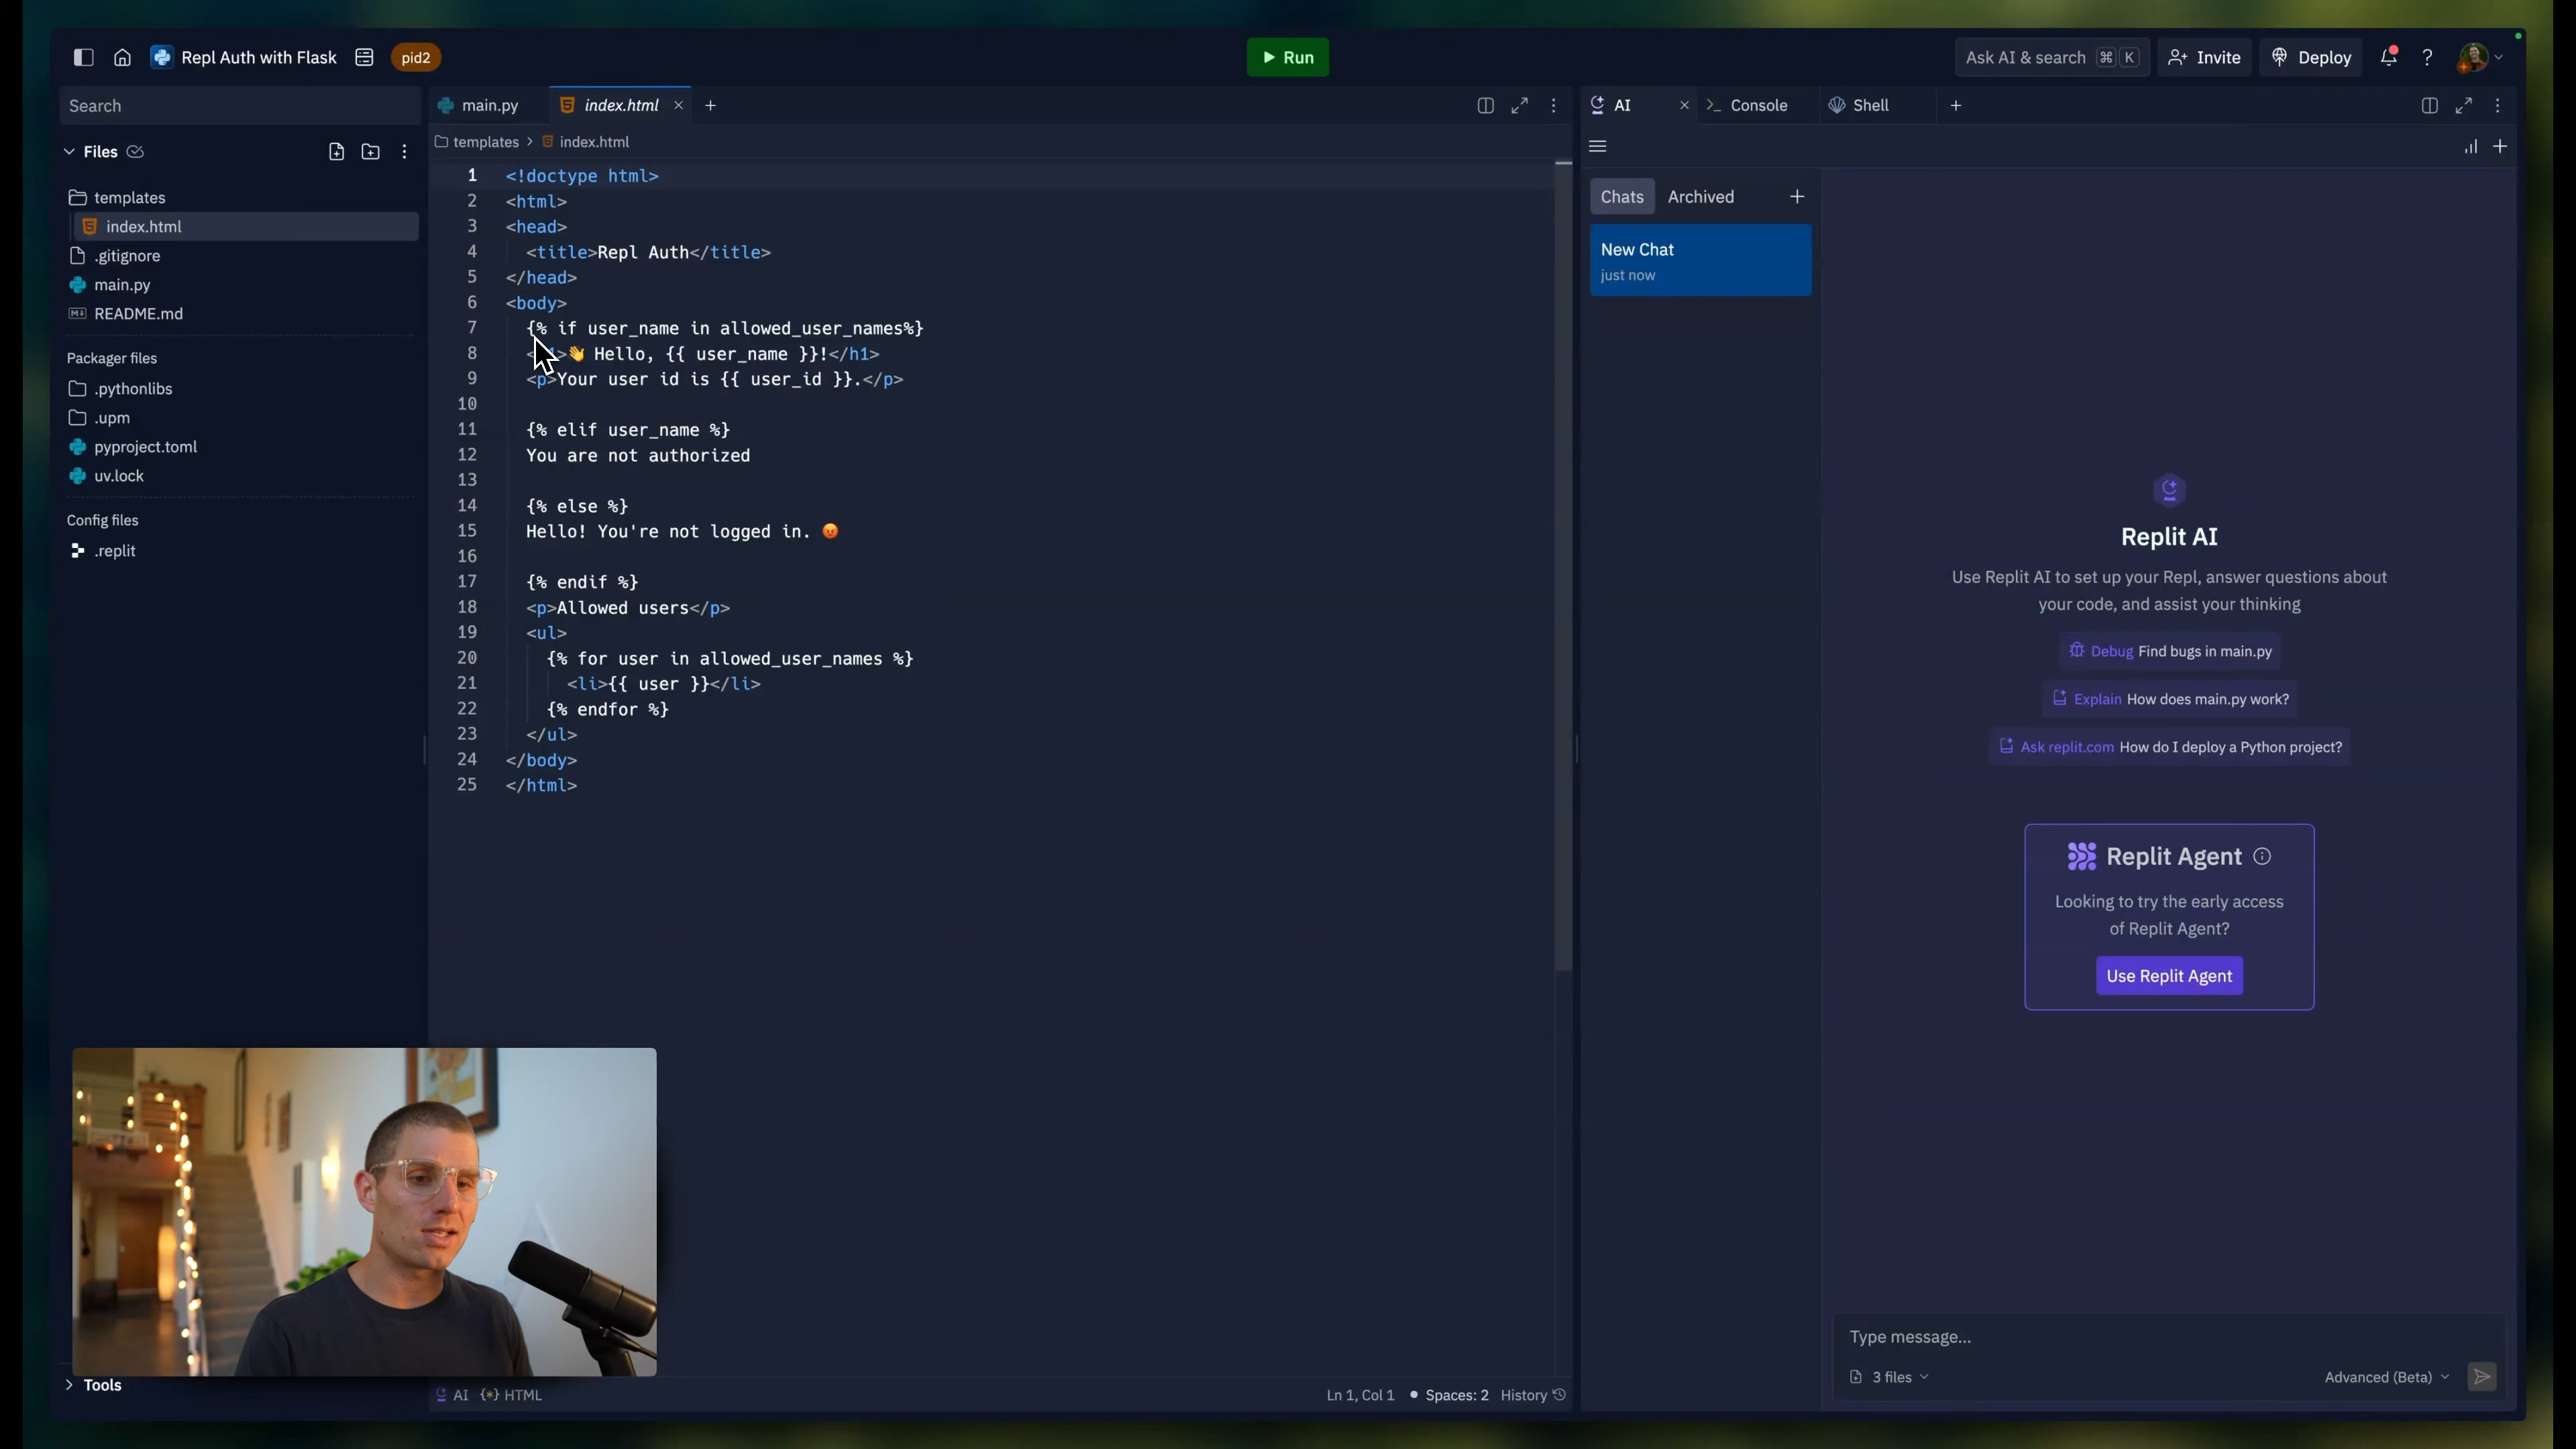 Repl Auth with Flask
pid2
Run
Ask AI & search ⌘ K
Invite
Deploy
?
Search
Files
templates
index.html
.gitignore
main.py
README.md
Packager files
.pythonlibs
.upm
pyproject.toml
uv.lock
Config files
.replit
Tools
main.py
index.html
templates > index.html
1 <!doctype html>
2 <html>
3 <head>
4 <title>Repl Auth</title>
5 </head>
6 <body>
7 {% if user_name in allowed_user_names%}
8 <1>👋 Hello, {{ user_name }}!</h1>
9 <p>Your user id is {{ user_id }}.</p>
10
11 {% elif user_name %}
12 You are not authorized
13
14 {% else %}
15 Hello! You're not logged in. 😡
16
17 {% endif %}
18 <p>Allowed users</p>
19 <ul>
20 {% for user in allowed_user_names %}
21 <li>{{ user }}</li>
22 {% endfor %}
23 </ul>
24 </body>
25 </html>
AI {*} HTML
Ln 1, Col 1 • Spaces: 2 History
AI
Console
Shell
Chats
Archived
New Chat
just now
Replit AI
Use Replit AI to set up your Repl, answer questions about
your code, and assist your thinking
Debug Find bugs in main.py
Explain How does main.py work?
Ask replit.com How do I deploy a Python project?
Replit Agent
Looking to try the early access
of Replit Agent?
Use Replit Agent
Type message...
3 files
Advanced (Beta)